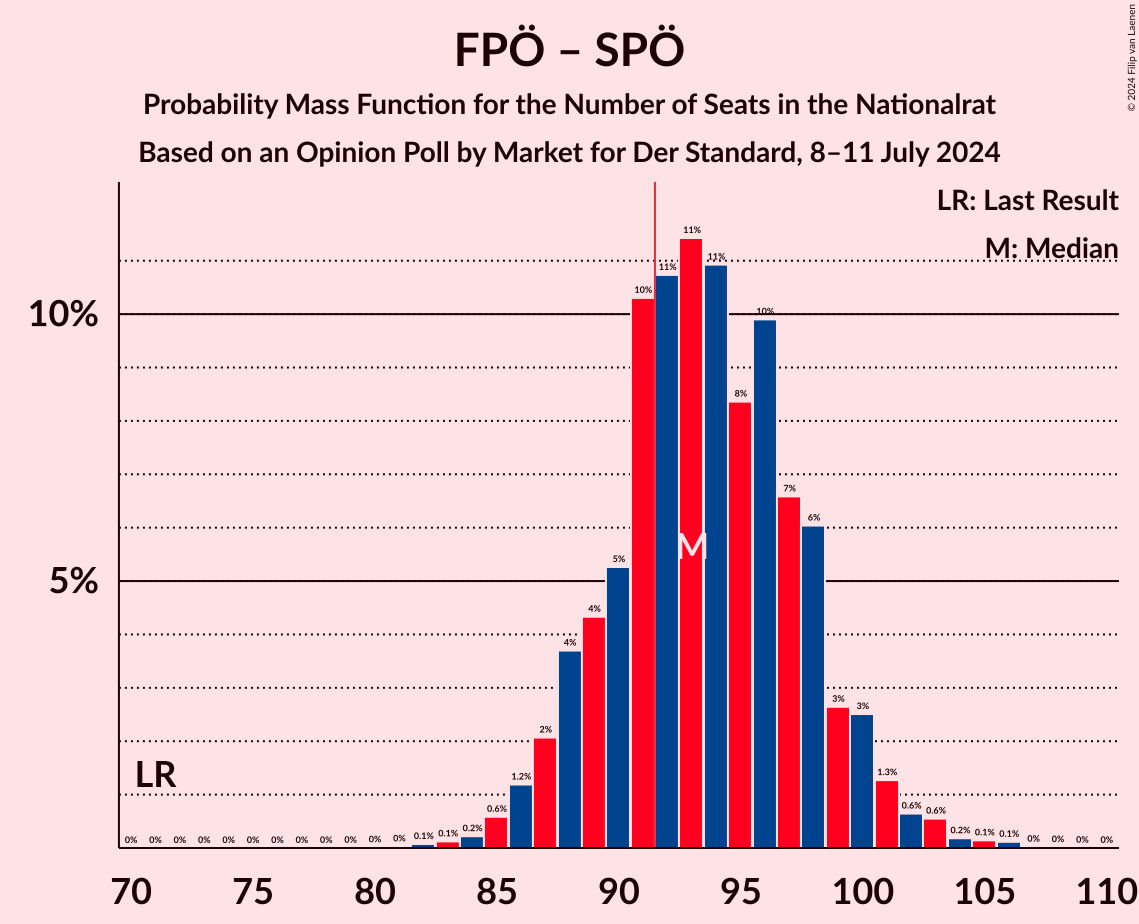 FPÖ – SPÖ
Probability Mass Function for the Number of Seats in the Nationalrat
Based on an Opinion Poll by Market for Der Standard, 8–11 July 2024
© 2024 Filip van Laenen
LR: Last Result
M: Median
10%
5%
LR
M
0% 0% 0% 0% 0% 0% 0% 0% 0% 0% 0% 0% 0.1% 0.1% 0.2% 0.6% 1.2% 2% 4% 4% 5% 10% 11% 11% 11% 8% 10% 7% 6% 3% 3% 1.3% 0.6% 0.6% 0.2% 0.1% 0.1% 0% 0% 0% 0%
70 75 80 85 90 95 100 105 110